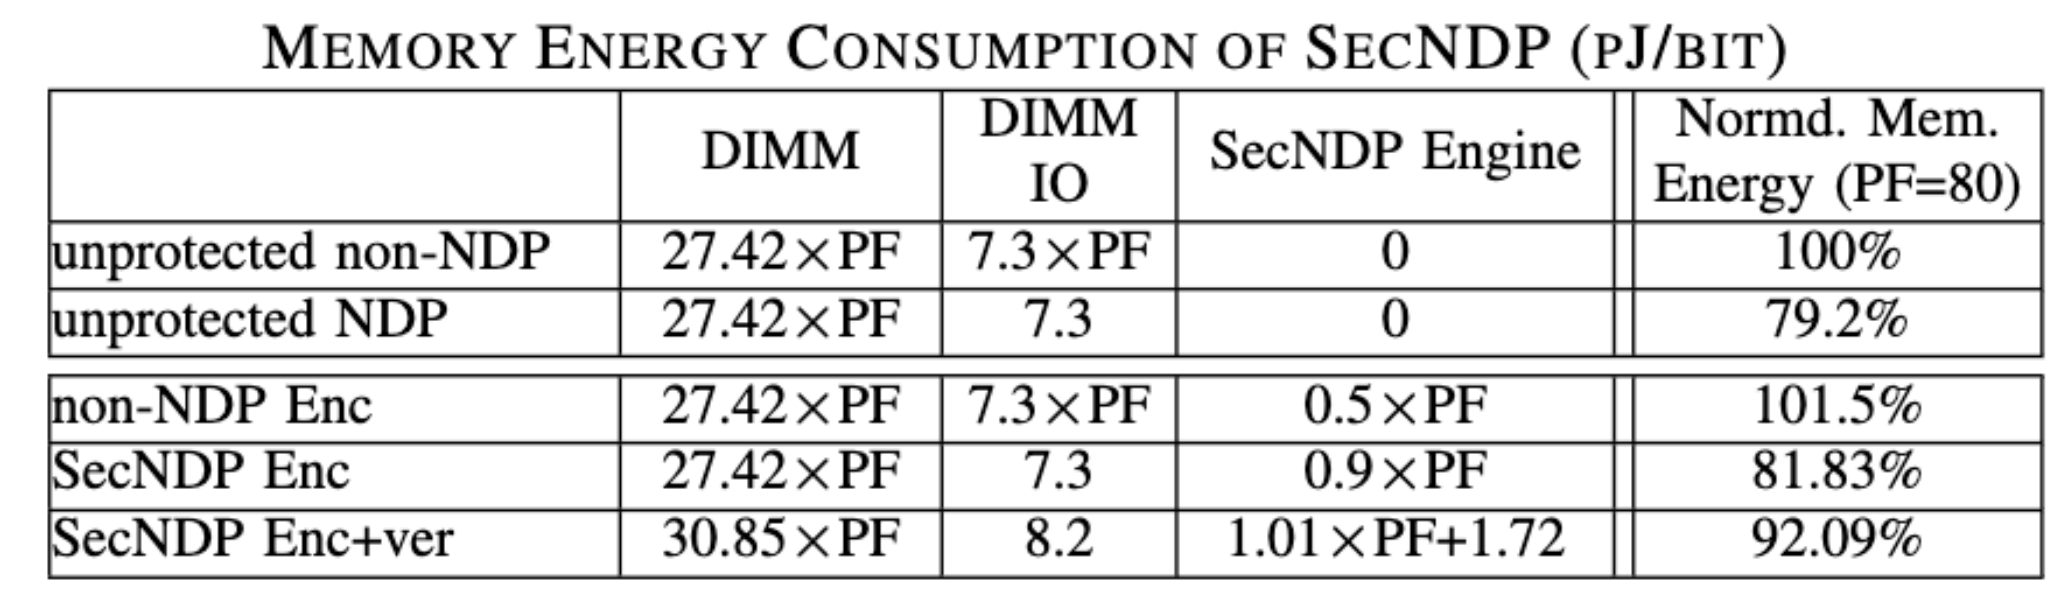 MEMORY ENERGY CONSUMPTION OF SECNDP (PJ/BIT)
DIMM DIMM IO SecNDP Engine Normd. Mem. Energy (PF=80)
unprotected non-NDP 27.42×PF 7.3×PF 0 100%
unprotected NDP 27.42×PF 7.3 0 79.2%
non-NDP Enc 27.42×PF 7.3×PF 0.5×PF 101.5%
SecNDP Enc 27.42×PF 7.3 0.9×PF 81.83%
SecNDP Enc+ver 30.85×PF 8.2 1.01×PF+1.72 92.09%